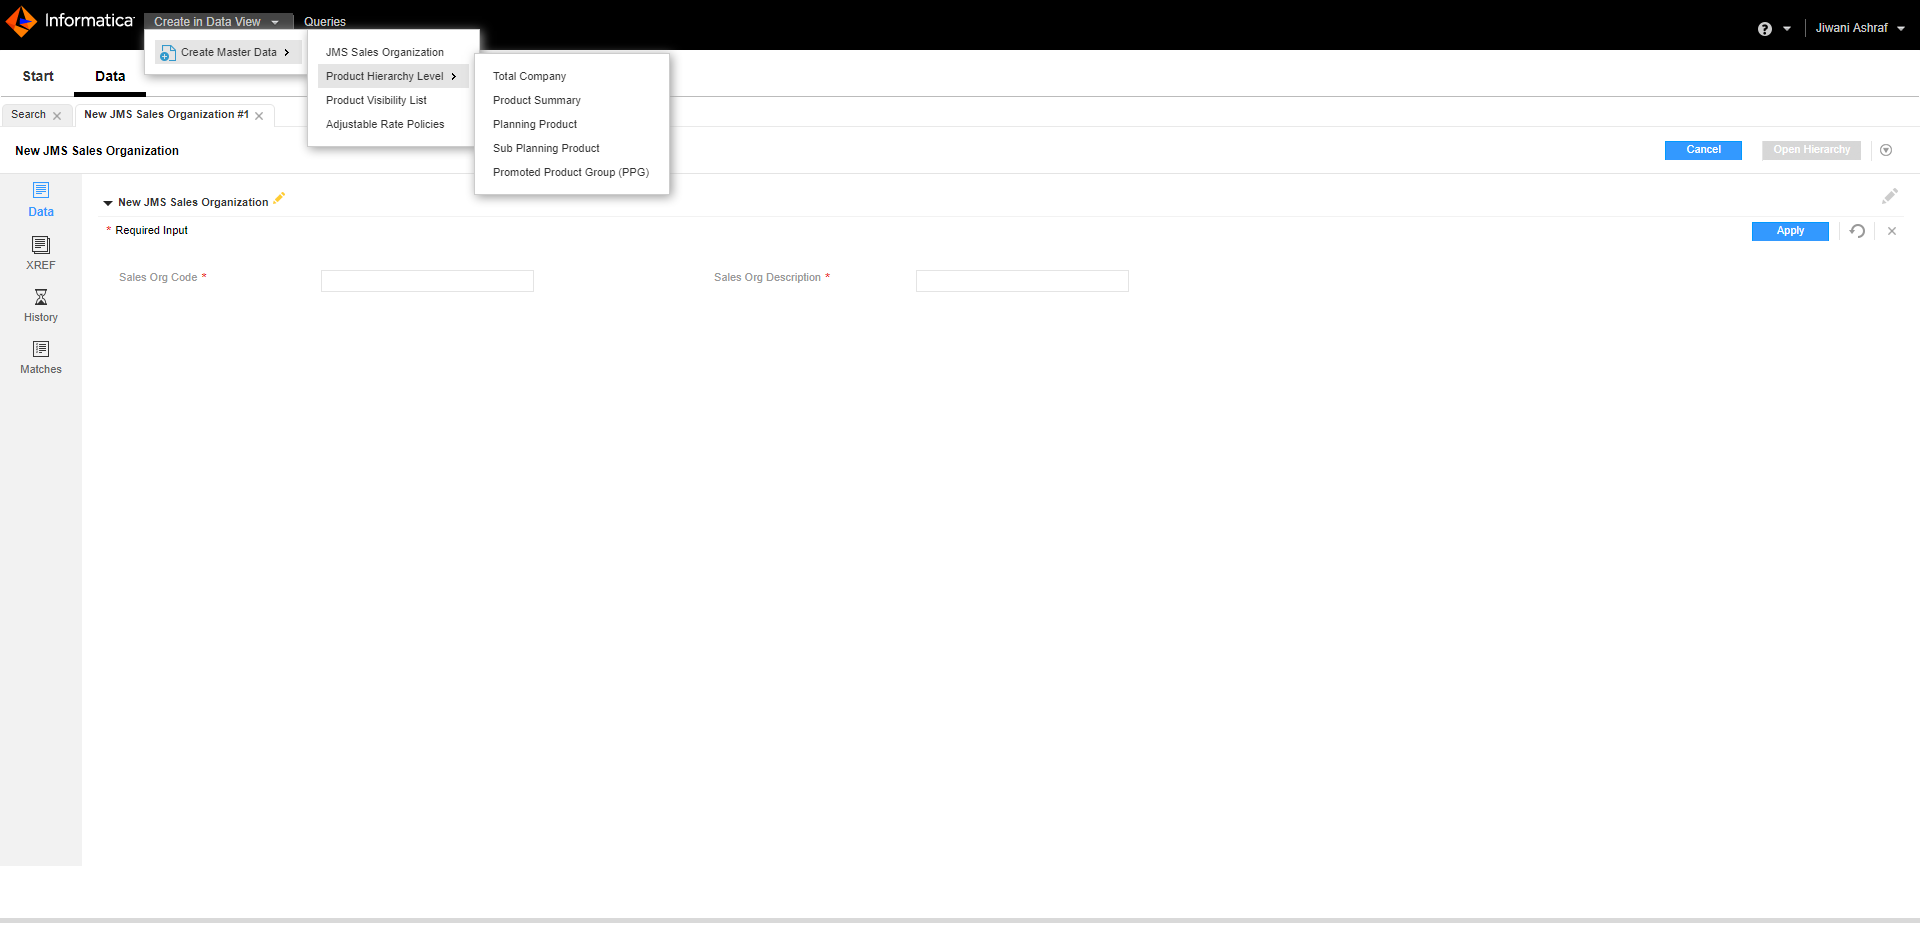 Informatica
Create in Data View
Queries
Jiwani Ashraf
Create Master Data
JMS Sales Organization
Product Hierarchy Level
Product Visibility List
Adjustable Rate Policies
Total Company
Product Summary
Planning Product
Sub Planning Product
Promoted Product Group (PPG)
Start
Data
Search
New JMS Sales Organization #1
New JMS Sales Organization
Cancel
Open Hierarchy
Data
XREF
History
Matches
New JMS Sales Organization
* Required Input
Apply
Sales Org Code *
Sales Org Description *